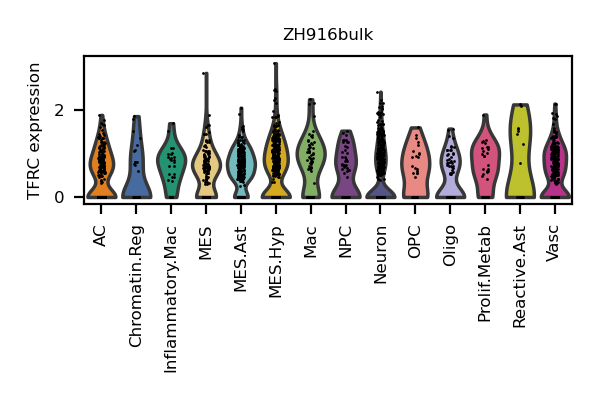 ZH916bulk
TFRC expression
2
0
AC
Chromatin.Reg
Inflammatory.Mac
MES
MES.Ast
MES.Hyp
Mac
NPC
Neuron
OPC
Oligo
Prolif.Metab
Reactive.Ast
Vasc